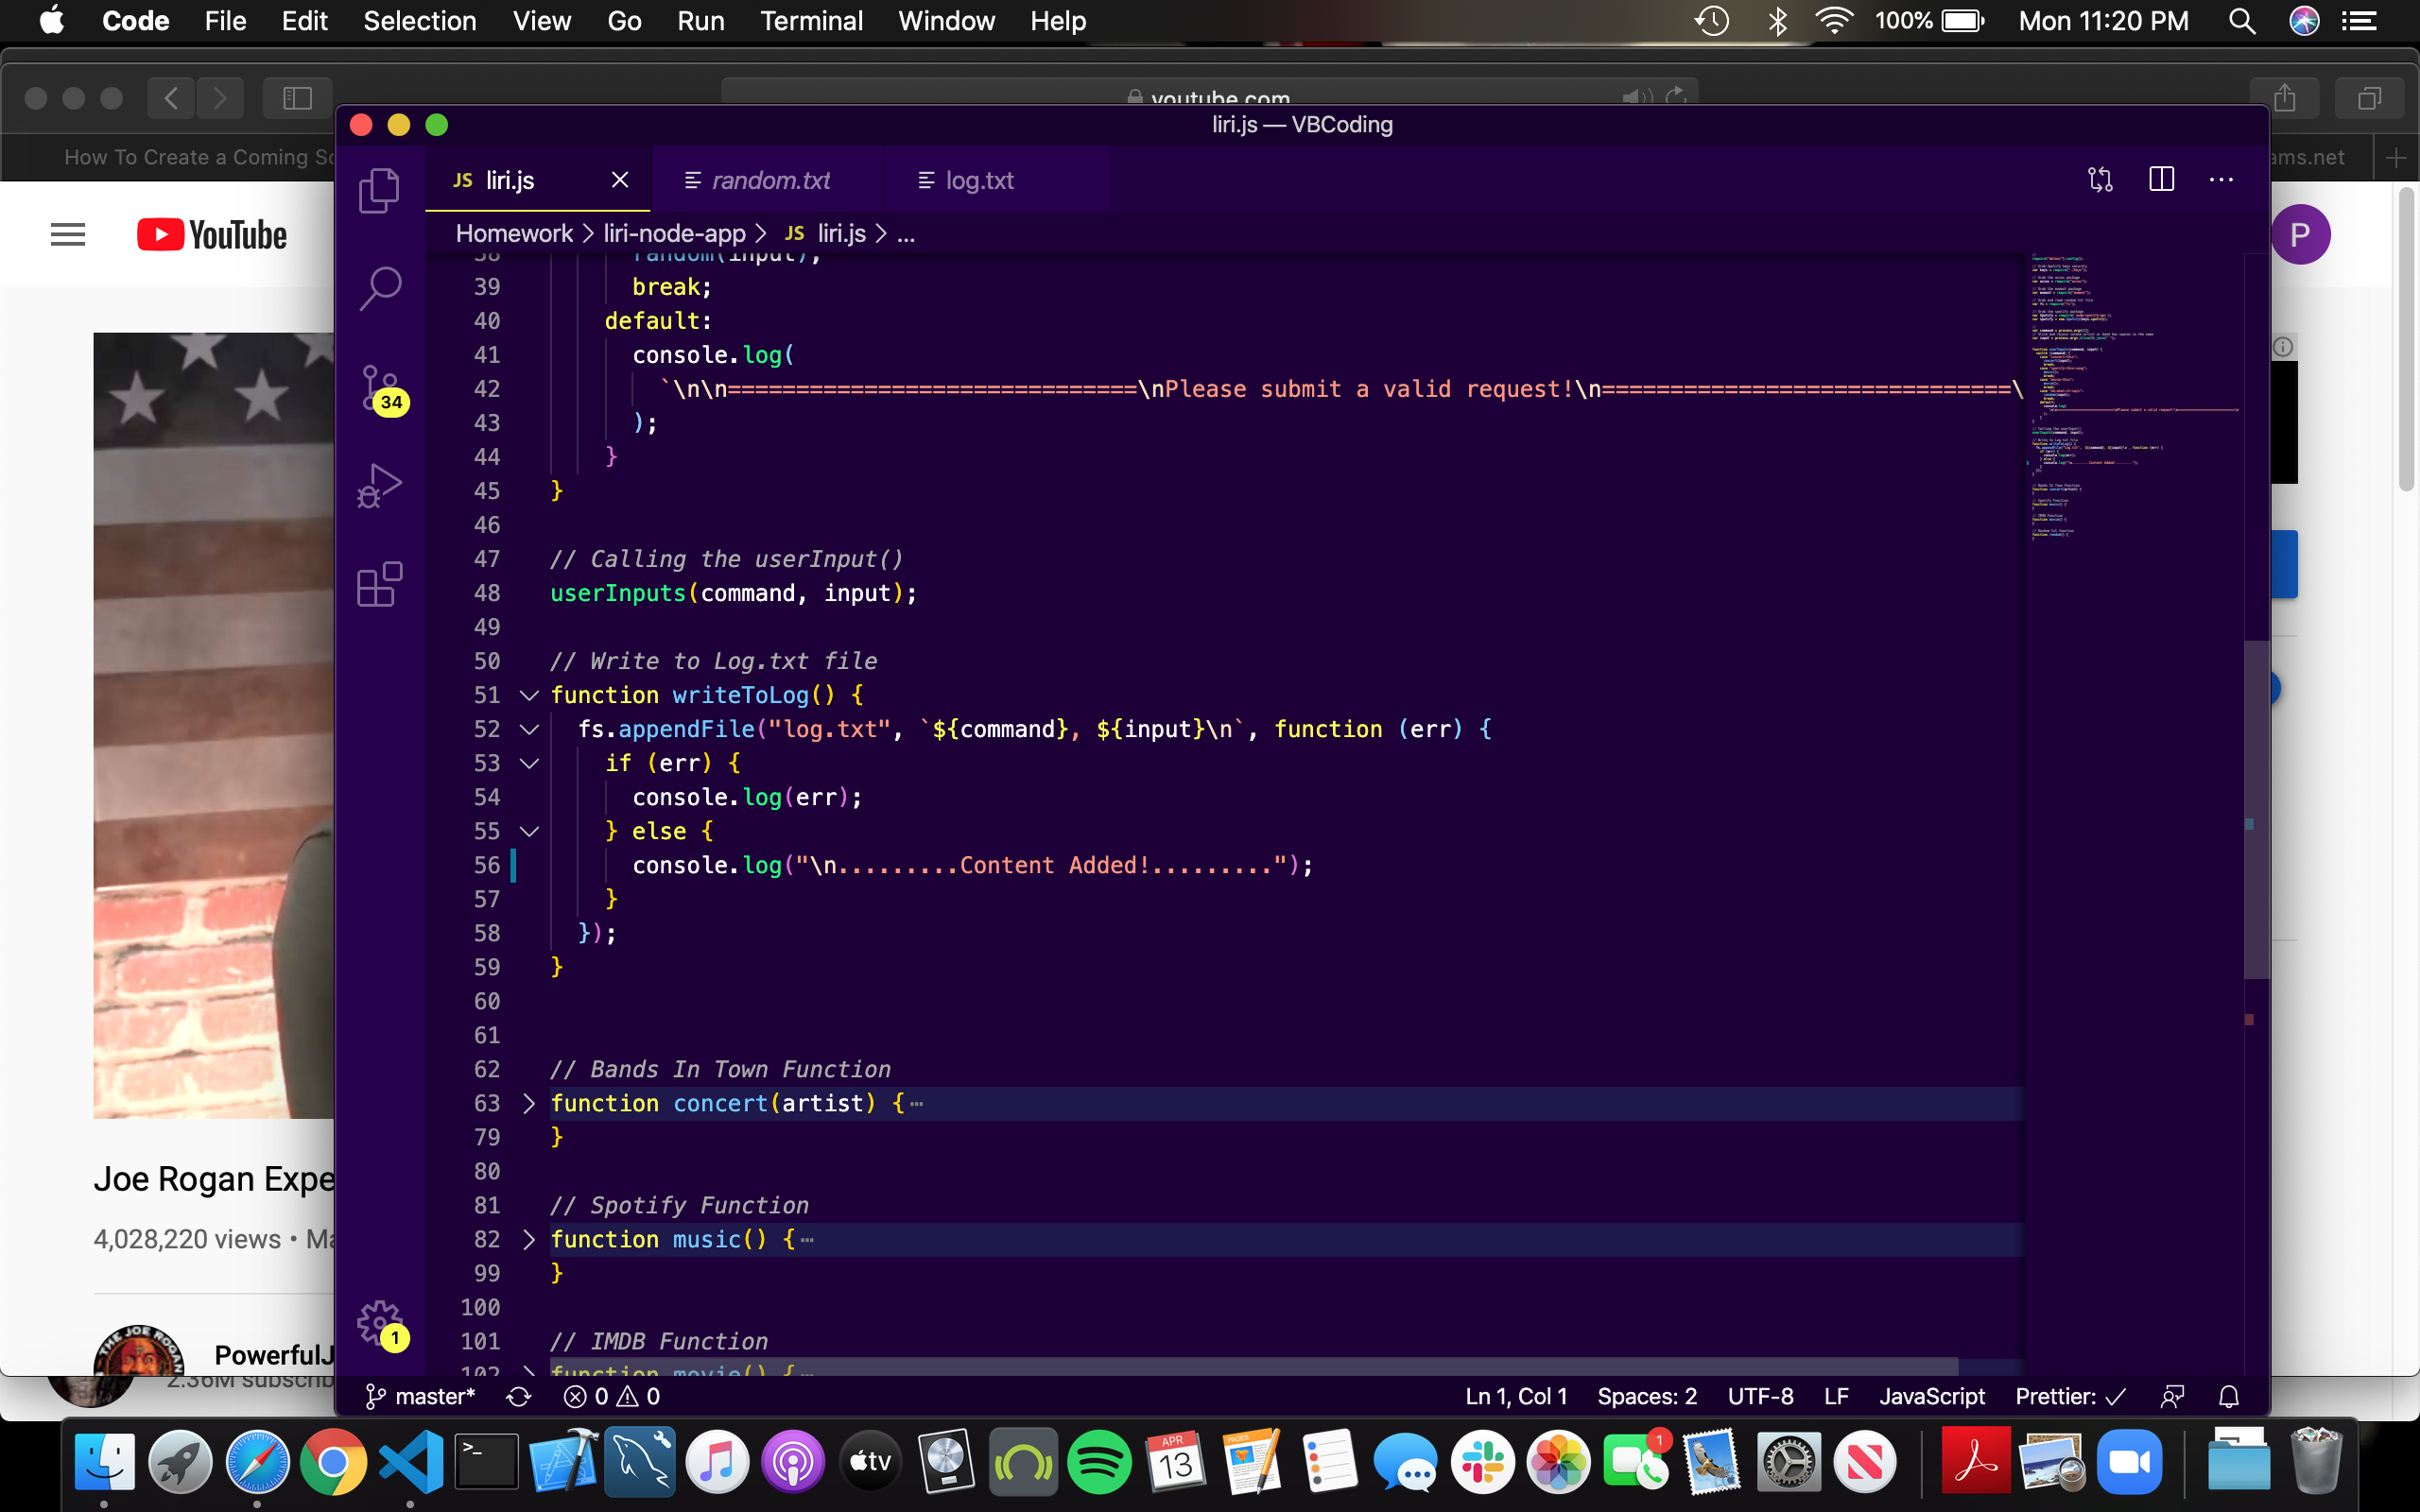 Code File Edit Selection View Go Run Terminal Window Help 100% Mon 11:20 PM
youtube.com
liri.js — VBCoding
How To Create a Coming So
ams.net
JS liri.js random.txt log.txt
YouTube
P
Homework > liri-node-app > JS liri.js > ...
38 random(input);
39 break;
40 default:
41 console.log(
42 `\n\n==============================\nPlease submit a valid request!\n==============================\
43 );
44 }
45 }
46
47 // Calling the userInput()
48 userInputs(command, input);
49
50 // Write to Log.txt file
51 function writeToLog() {
52 fs.appendFile("log.txt", `${command}, ${input}\n`, function (err) {
53 if (err) {
54 console.log(err);
55 } else {
56 console.log("\n.........Content Added!.........");
57 }
58 });
59 }
60
61
62 // Bands In Town Function
63 function concert(artist) {⋯
79 }
80
81 // Spotify Function
82 function music() {⋯
99 }
100
101 // IMDB Function
102 function movie() {⋯
34
1
Joe Rogan Expe
4,028,220 views • Ma
THE JOE ROGAN
PowerfulJ
2.36M subscrib
master* 0 0 Ln 1, Col 1 Spaces: 2 UTF-8 LF JavaScript Prettier: ✓
tv
APR
13
PAGES
1